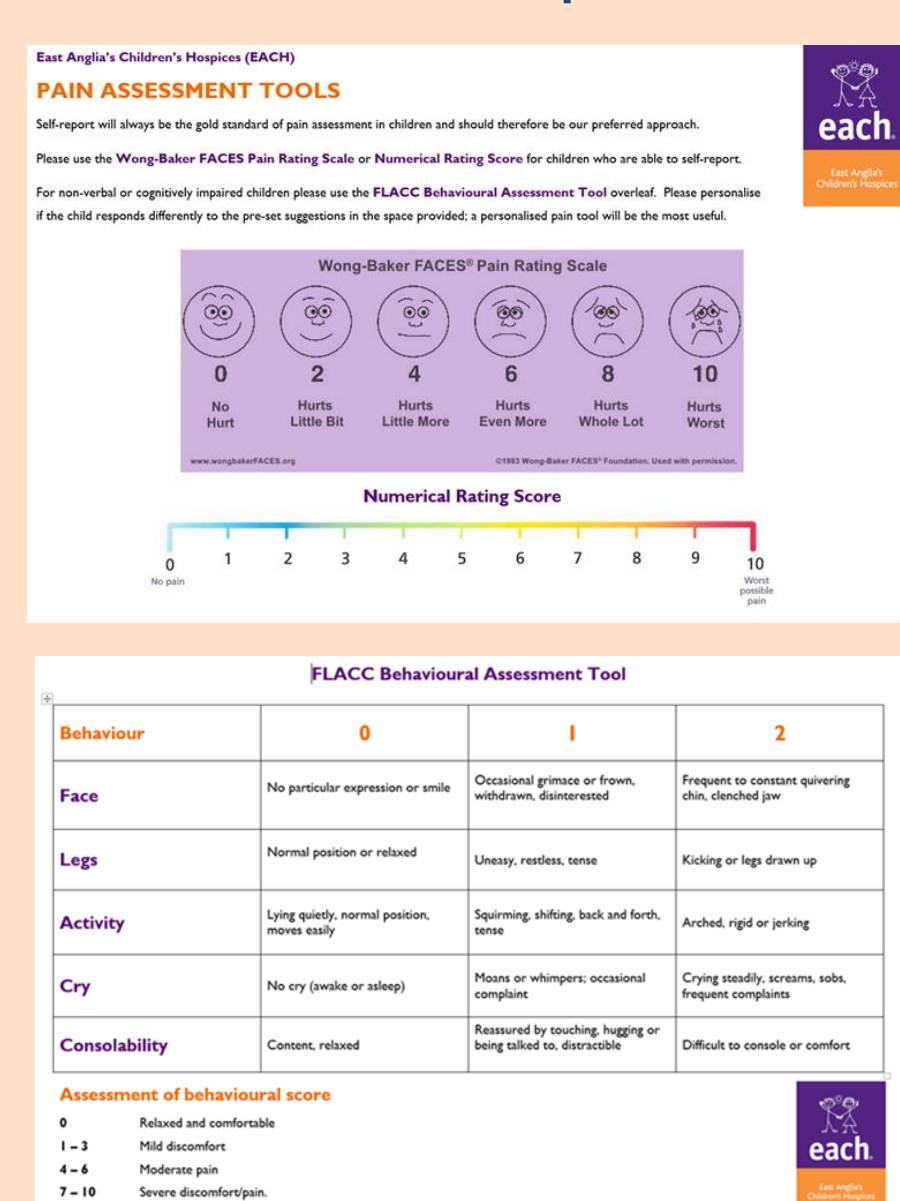 East Anglia's Children's Hospices (EACH)
PAIN ASSESSMENT TOOLS
Self-report will always be the gold standard of pain assessment in children and should therefore be our preferred approach.
Please use the Wong-Baker FACES Pain Rating Scale or Numerical Rating Score for children who are able to self-report.
For non-verbal or cognitively impaired children please use the FLACC Behavioural Assessment Tool overleaf. Please personalise
if the child responds differently to the pre-set suggestions in the space provided; a personalised pain tool will be the most useful.
each
East Anglia's
Children's Hospices
Wong-Baker FACES® Pain Rating Scale
0 2 4 6 8 10
No Hurts Hurts Hurts Hurts Hurts
Hurt Little Bit Little More Even More Whole Lot Worst
www.wongbakerFACES.org ©1983 Wong-Baker FACES® Foundation. Used with permission.
Numerical Rating Score
0 1 2 3 4 5 6 7 8 9 10
No pain Worst
possible
pain
FLACC Behavioural Assessment Tool
Behaviour 0 1 2
Face
No particular expression or smile
Occasional grimace or frown,
withdrawn, disinterested
Frequent to constant quivering
chin, clenched jaw
Legs
Normal position or relaxed
Uneasy, restless, tense
Kicking or legs drawn up
Activity
Lying quietly, normal position,
moves easily
Squirming, shifting, back and forth,
tense
Arched, rigid or jerking
Cry
No cry (awake or asleep)
Moans or whimpers; occasional
complaint
Crying steadily, screams, sobs,
frequent complaints
Consolability
Content, relaxed
Reassured by touching, hugging or
being talked to, distractible
Difficult to console or comfort
Assessment of behavioural score
0 Relaxed and comfortable
1 – 3 Mild discomfort
4 – 6 Moderate pain
7 – 10 Severe discomfort/pain.
each
East Anglia's
Children's Hospices